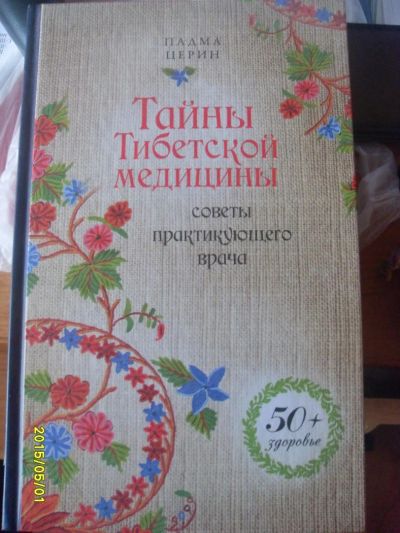 ПАДМА
ЦЕРИН
Тайны
Тибетской
медицины
советы
практикующего
врача
50+
здоровье
2015/05/01